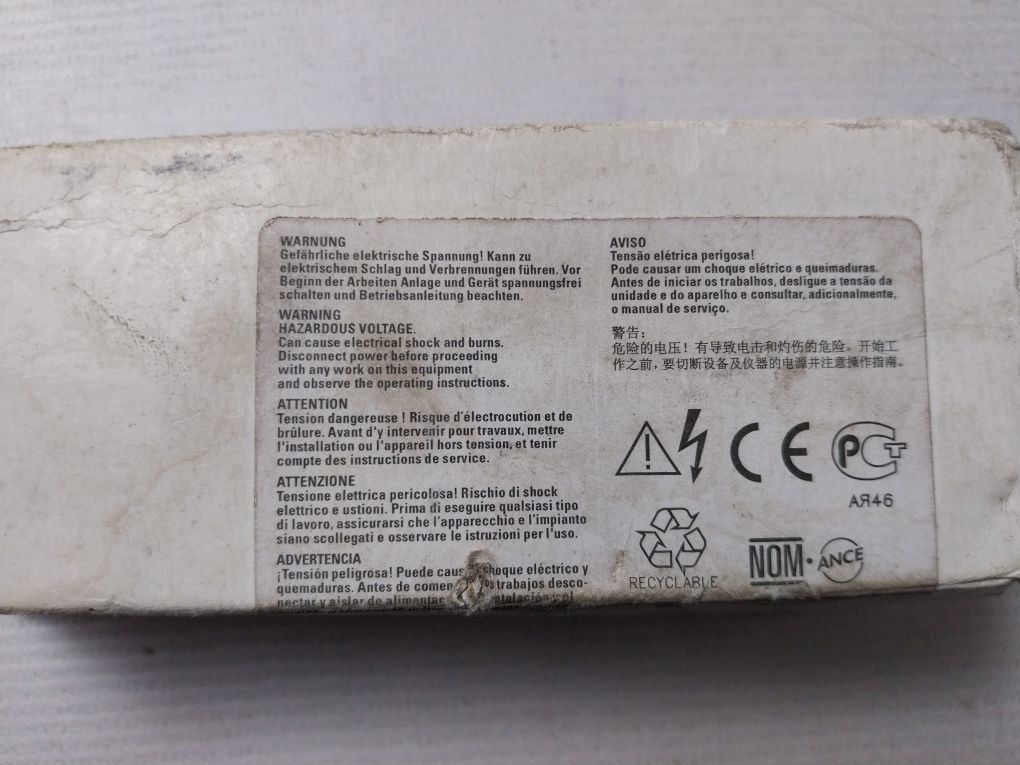 WARNUNG
Gefährliche elektrische Spannung! Kann zu
elektrischem Schlag und Verbrennungen führen. Vor
Beginn der Arbeiten Anlage und Gerät spannungsfrei
schalten und Betriebsanleitung beachten.
WARNING
HAZARDOUS VOLTAGE.
Can cause electrical shock and burns.
Disconnect power before proceeding
with any work on this equipment
and observe the operating instructions.
ATTENTION
Tension dangereuse ! Risque d'électrocution et de
brûlure. Avant d'y intervenir pour travaux, mettre
l'installation ou l'appareil hors tension, et tenir
compte des instructions de service.
ATTENZIONE
Tensione elettrica pericolosa! Rischio di shock
elettrico e ustioni. Prima di eseguire qualsiasi tipo
di lavoro, assicurarsi che l'apparecchio e l'impianto
siano scollegati e osservare le istruzioni per l'uso.
ADVERTENCIA
¡Tensión peligrosa! Puede choque eléctrico y
quemaduras. Antes de trabajos desco-
nectar y aislar de
AVISO
Tensão elétrica perigosa!
Pode causar um choque elétrico e queimaduras.
Antes de iniciar os trabalhos, desligue a tensão da
unidade e do aparelho e consultar, adicionalmente,
o manual de serviço.
警告:
危险的电压! 有导致电击和灼伤的危险。开始工
作之前, 要切断设备及仪器的电源并注意操作指南。
CE
РСТ
АЯ46
RECYCLABLE
NOM·ANCE